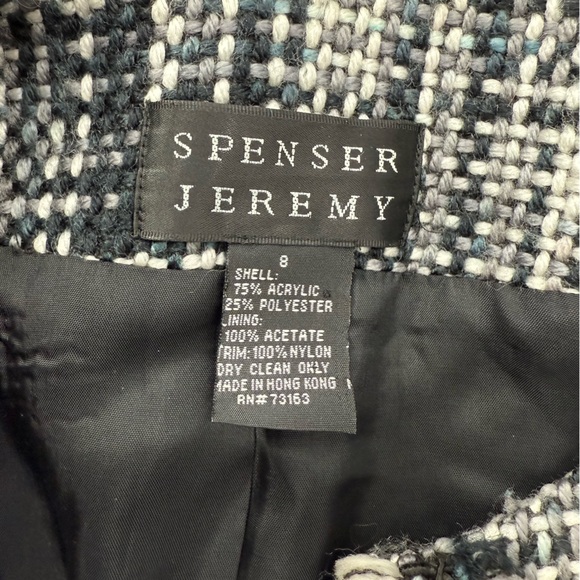 SPENSER
JEREMY
8
SHELL:
75% ACRYLIC
25% POLYESTER
LINING:
100% ACETATE
TRIM: 100% NYLON
DRY CLEAN ONLY
MADE IN HONG KONG
RN# 73163